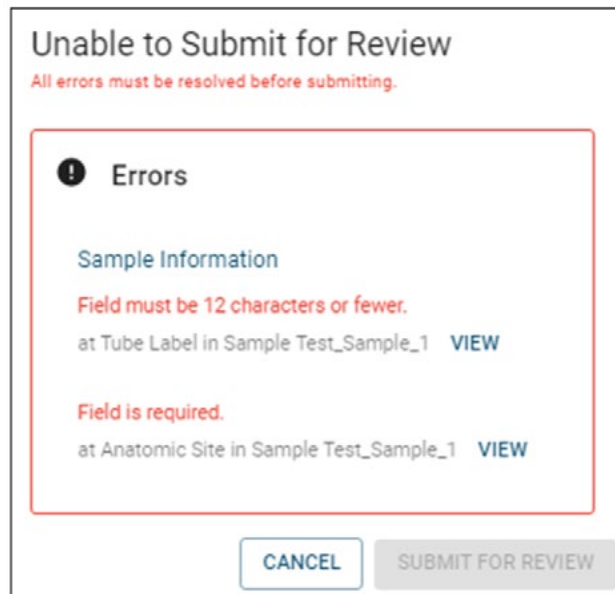 Unable to Submit for Review
All errors must be resolved before submitting.
Errors
Sample Information
Field must be 12 characters or fewer.
at Tube Label in Sample Test_Sample_1 VIEW
Field is required.
at Anatomic Site in Sample Test_Sample_1 VIEW
CANCEL SUBMIT FOR REVIEW